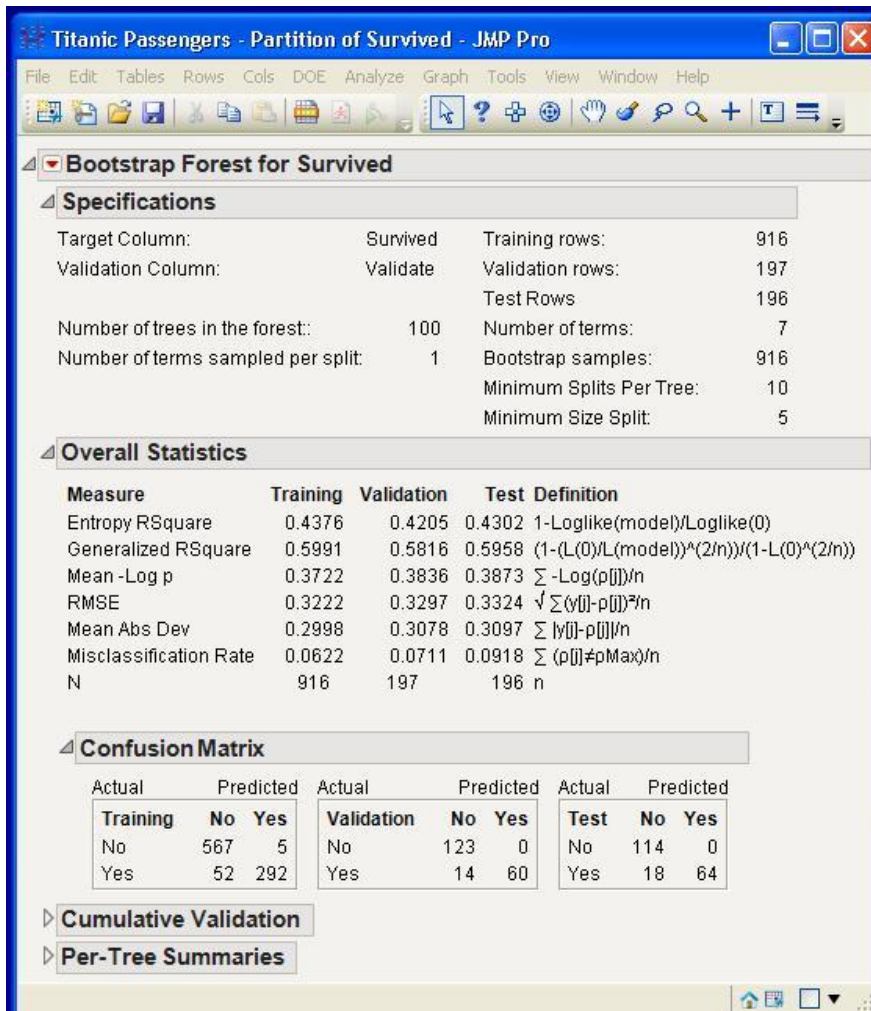 Titanic Passengers - Partition of Survived - JMP Pro
File Edit Tables Rows Cols DOE Analyze Graph Tools View Window Help
Bootstrap Forest for Survived
Specifications
Target Column: Survived Training rows: 916
Validation Column: Validate Validation rows: 197
Test Rows 196
Number of trees in the forest:: 100 Number of terms: 7
Number of terms sampled per split: 1 Bootstrap samples: 916
Minimum Splits Per Tree: 10
Minimum Size Split: 5
Overall Statistics
Measure Training Validation Test Definition
Entropy RSquare 0.4376 0.4205 0.4302 1-Loglike(model)/Loglike(0)
Generalized RSquare 0.5991 0.5816 0.5958 (1-(L(0)/L(model))^(2/n))/(1-L(0)^(2/n))
Mean -Log p 0.3722 0.3836 0.3873 ∑ -Log(ρ[j])/n
RMSE 0.3222 0.3297 0.3324 √ ∑(y[j]-ρ[j])²/n
Mean Abs Dev 0.2998 0.3078 0.3097 ∑ |y[j]-ρ[j]|/n
Misclassification Rate 0.0622 0.0711 0.0918 ∑ (ρ[j]≠ρMax)/n
N 916 197 196 n
Confusion Matrix
Actual Predicted Actual Predicted Actual Predicted
Training No Yes Validation No Yes Test No Yes
No 567 5 No 123 0 No 114 0
Yes 52 292 Yes 14 60 Yes 18 64
Cumulative Validation
Per-Tree Summaries